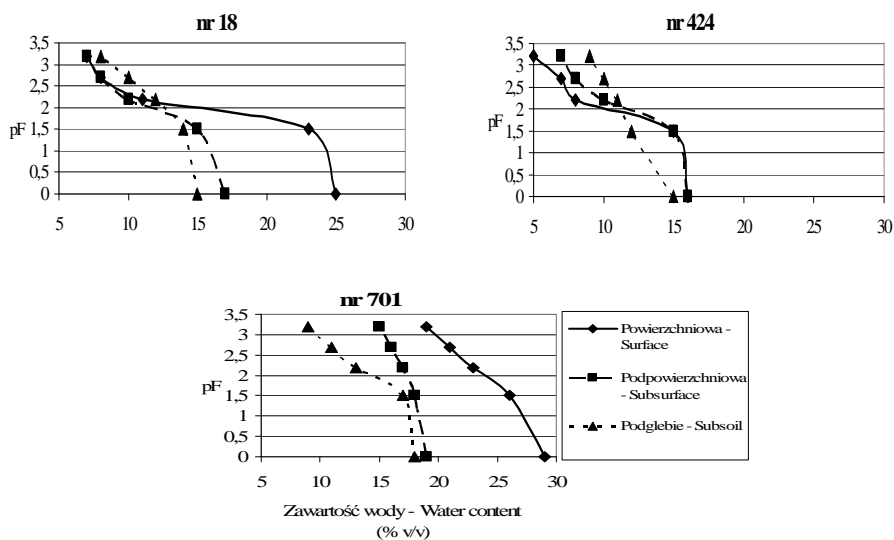 nr 18
3,5
3
2,5
2
pF
1,5
1
0,5
0
5 10 15 20 25 30
nr 424
3,5
3
2,5
2
pF
1,5
1
0,5
0
5 10 15 20 25 30
nr 701
3,5
3
2,5
2
pF
1,5
1
0,5
0
5 10 15 20 25 30
Zawartość wody - Water content
(% v/v)
Powierzchniowa -
Surface
Podpowierzchniowa
- Subsurface
Podglebie - Subsoil